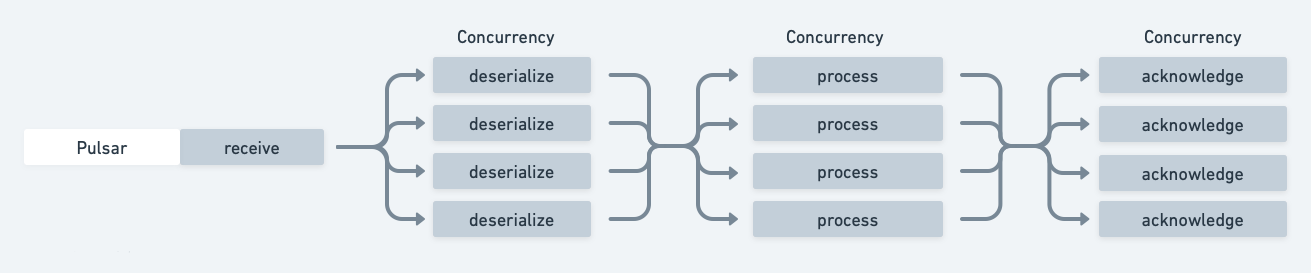 Concurrency Concurrency Concurrency
deserialize process acknowledge
deserialize process acknowledge
Pulsar receive
deserialize process acknowledge
deserialize process acknowledge